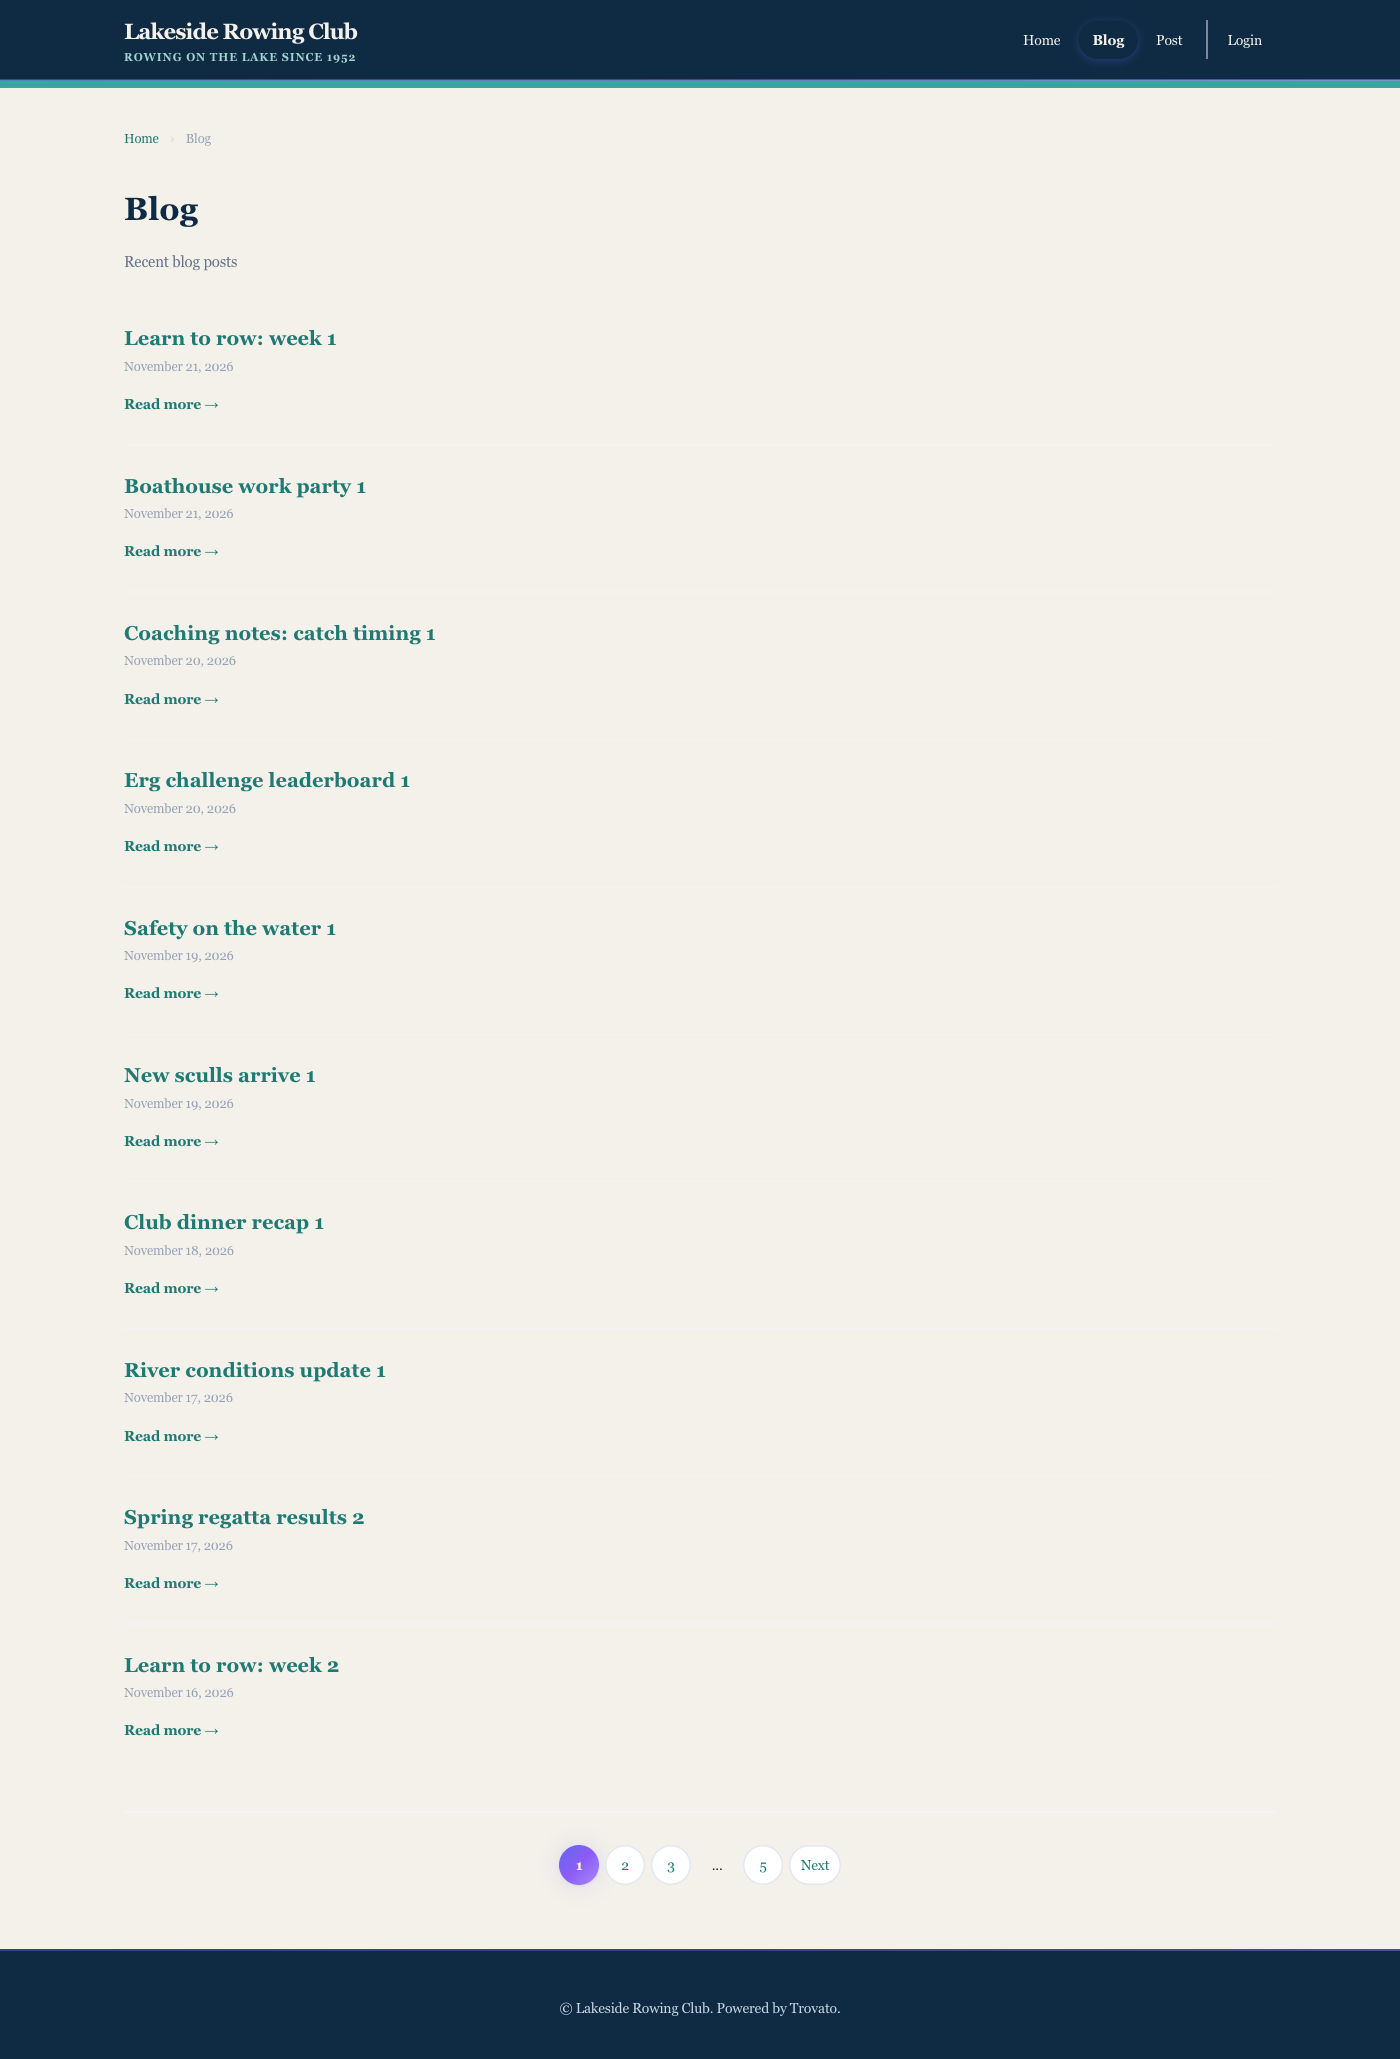 Lakeside Rowing Club
ROWING ON THE LAKE SINCE 1952
Home Blog Post Login
Home › Blog
Blog
Recent blog posts
Learn to row: week 1
November 21, 2026
Read more →
Boathouse work party 1
November 21, 2026
Read more →
Coaching notes: catch timing 1
November 20, 2026
Read more →
Erg challenge leaderboard 1
November 20, 2026
Read more →
Safety on the water 1
November 19, 2026
Read more →
New sculls arrive 1
November 19, 2026
Read more →
Club dinner recap 1
November 18, 2026
Read more →
River conditions update 1
November 17, 2026
Read more →
Spring regatta results 2
November 17, 2026
Read more →
Learn to row: week 2
November 16, 2026
Read more →
1 2 3 ... 5 Next
© Lakeside Rowing Club. Powered by Trovato.